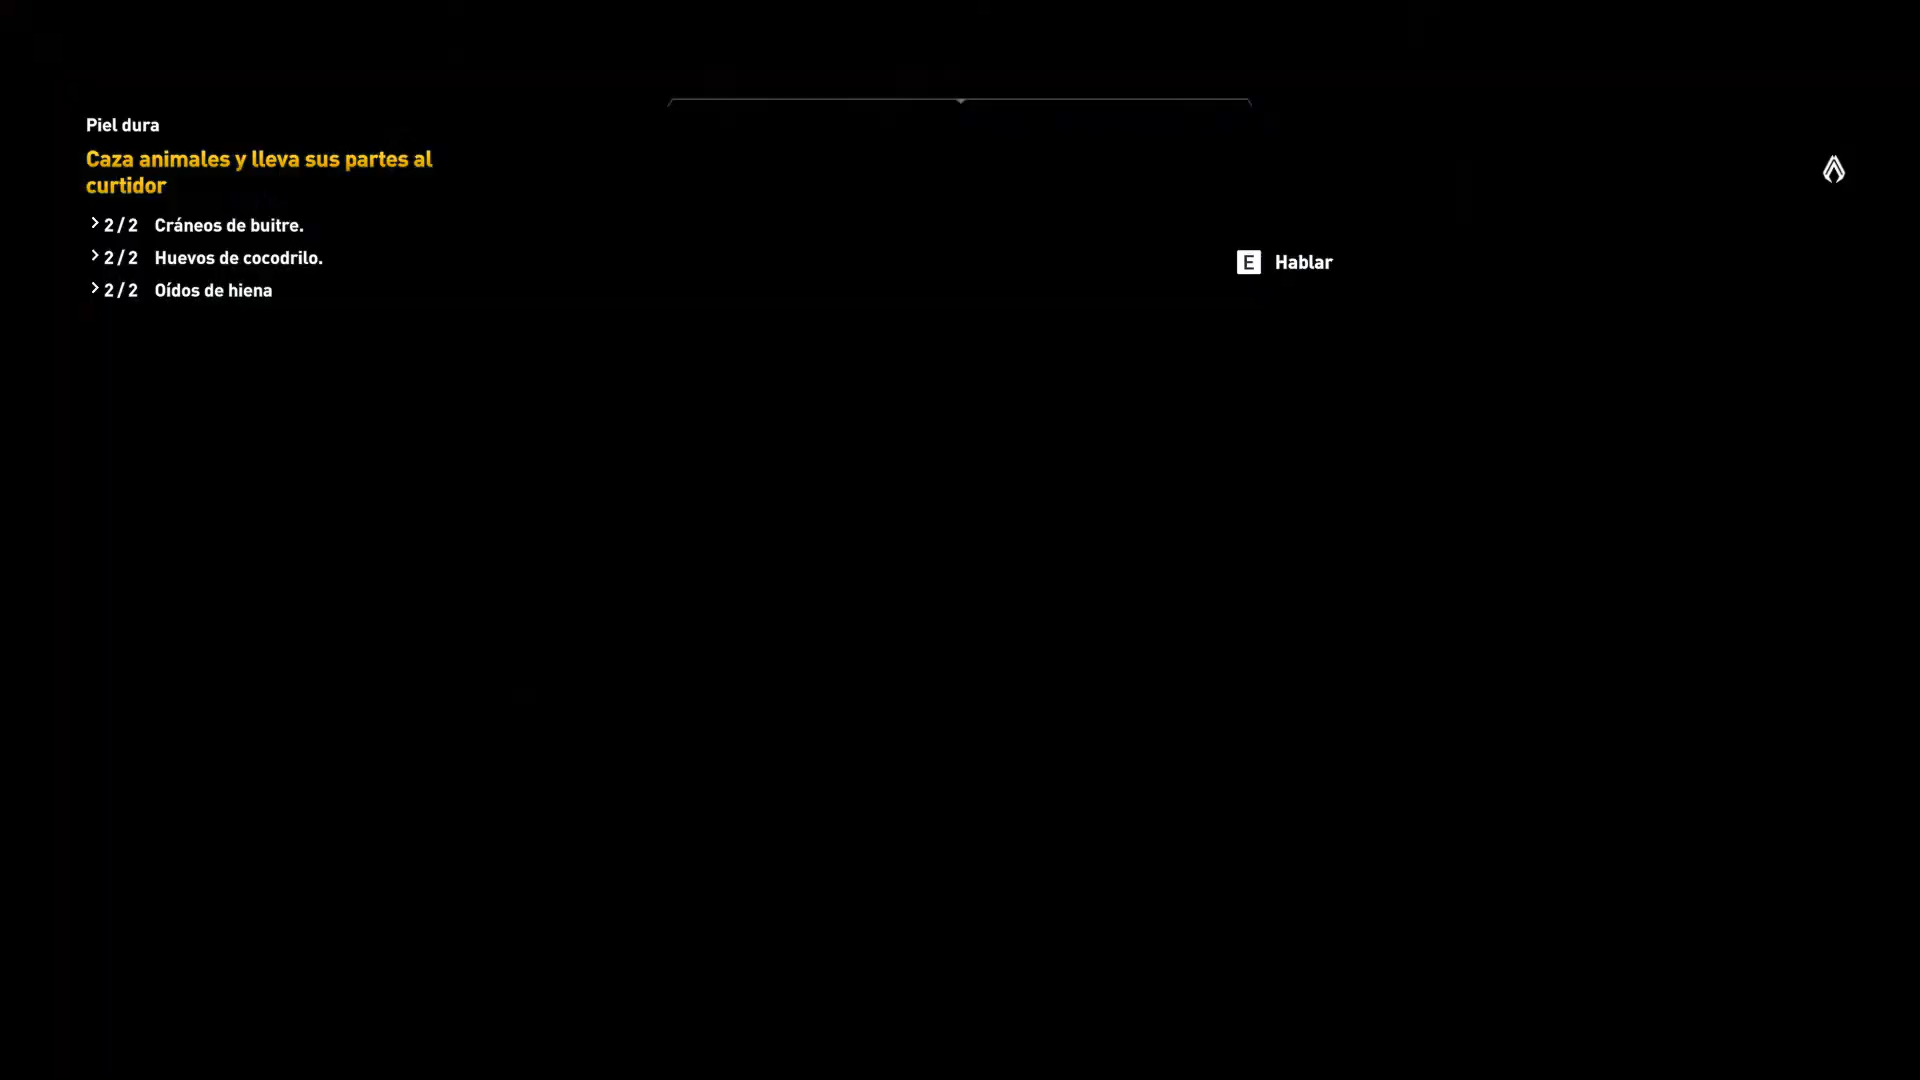 Piel dura
Caza animales y lleva sus partes al
curtidor
2/2 Cráneos de buitre.
2/2 Huevos de cocodrilo.
2/2 Oídos de hiena
E Hablar